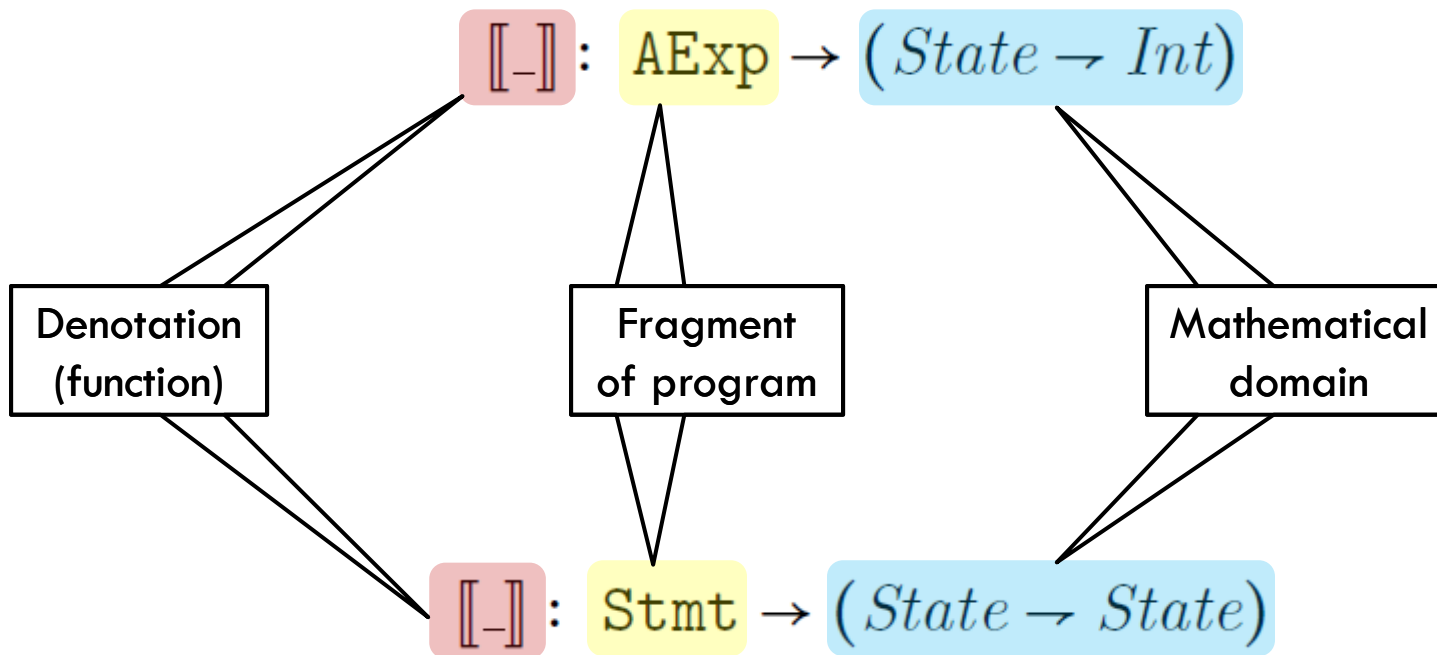 ⟦_⟧ : AExp → (State ⇁ Int)
Denotation
(function)
Fragment
of program
Mathematical
domain
⟦_⟧ : Stmt → (State ⇁ State)